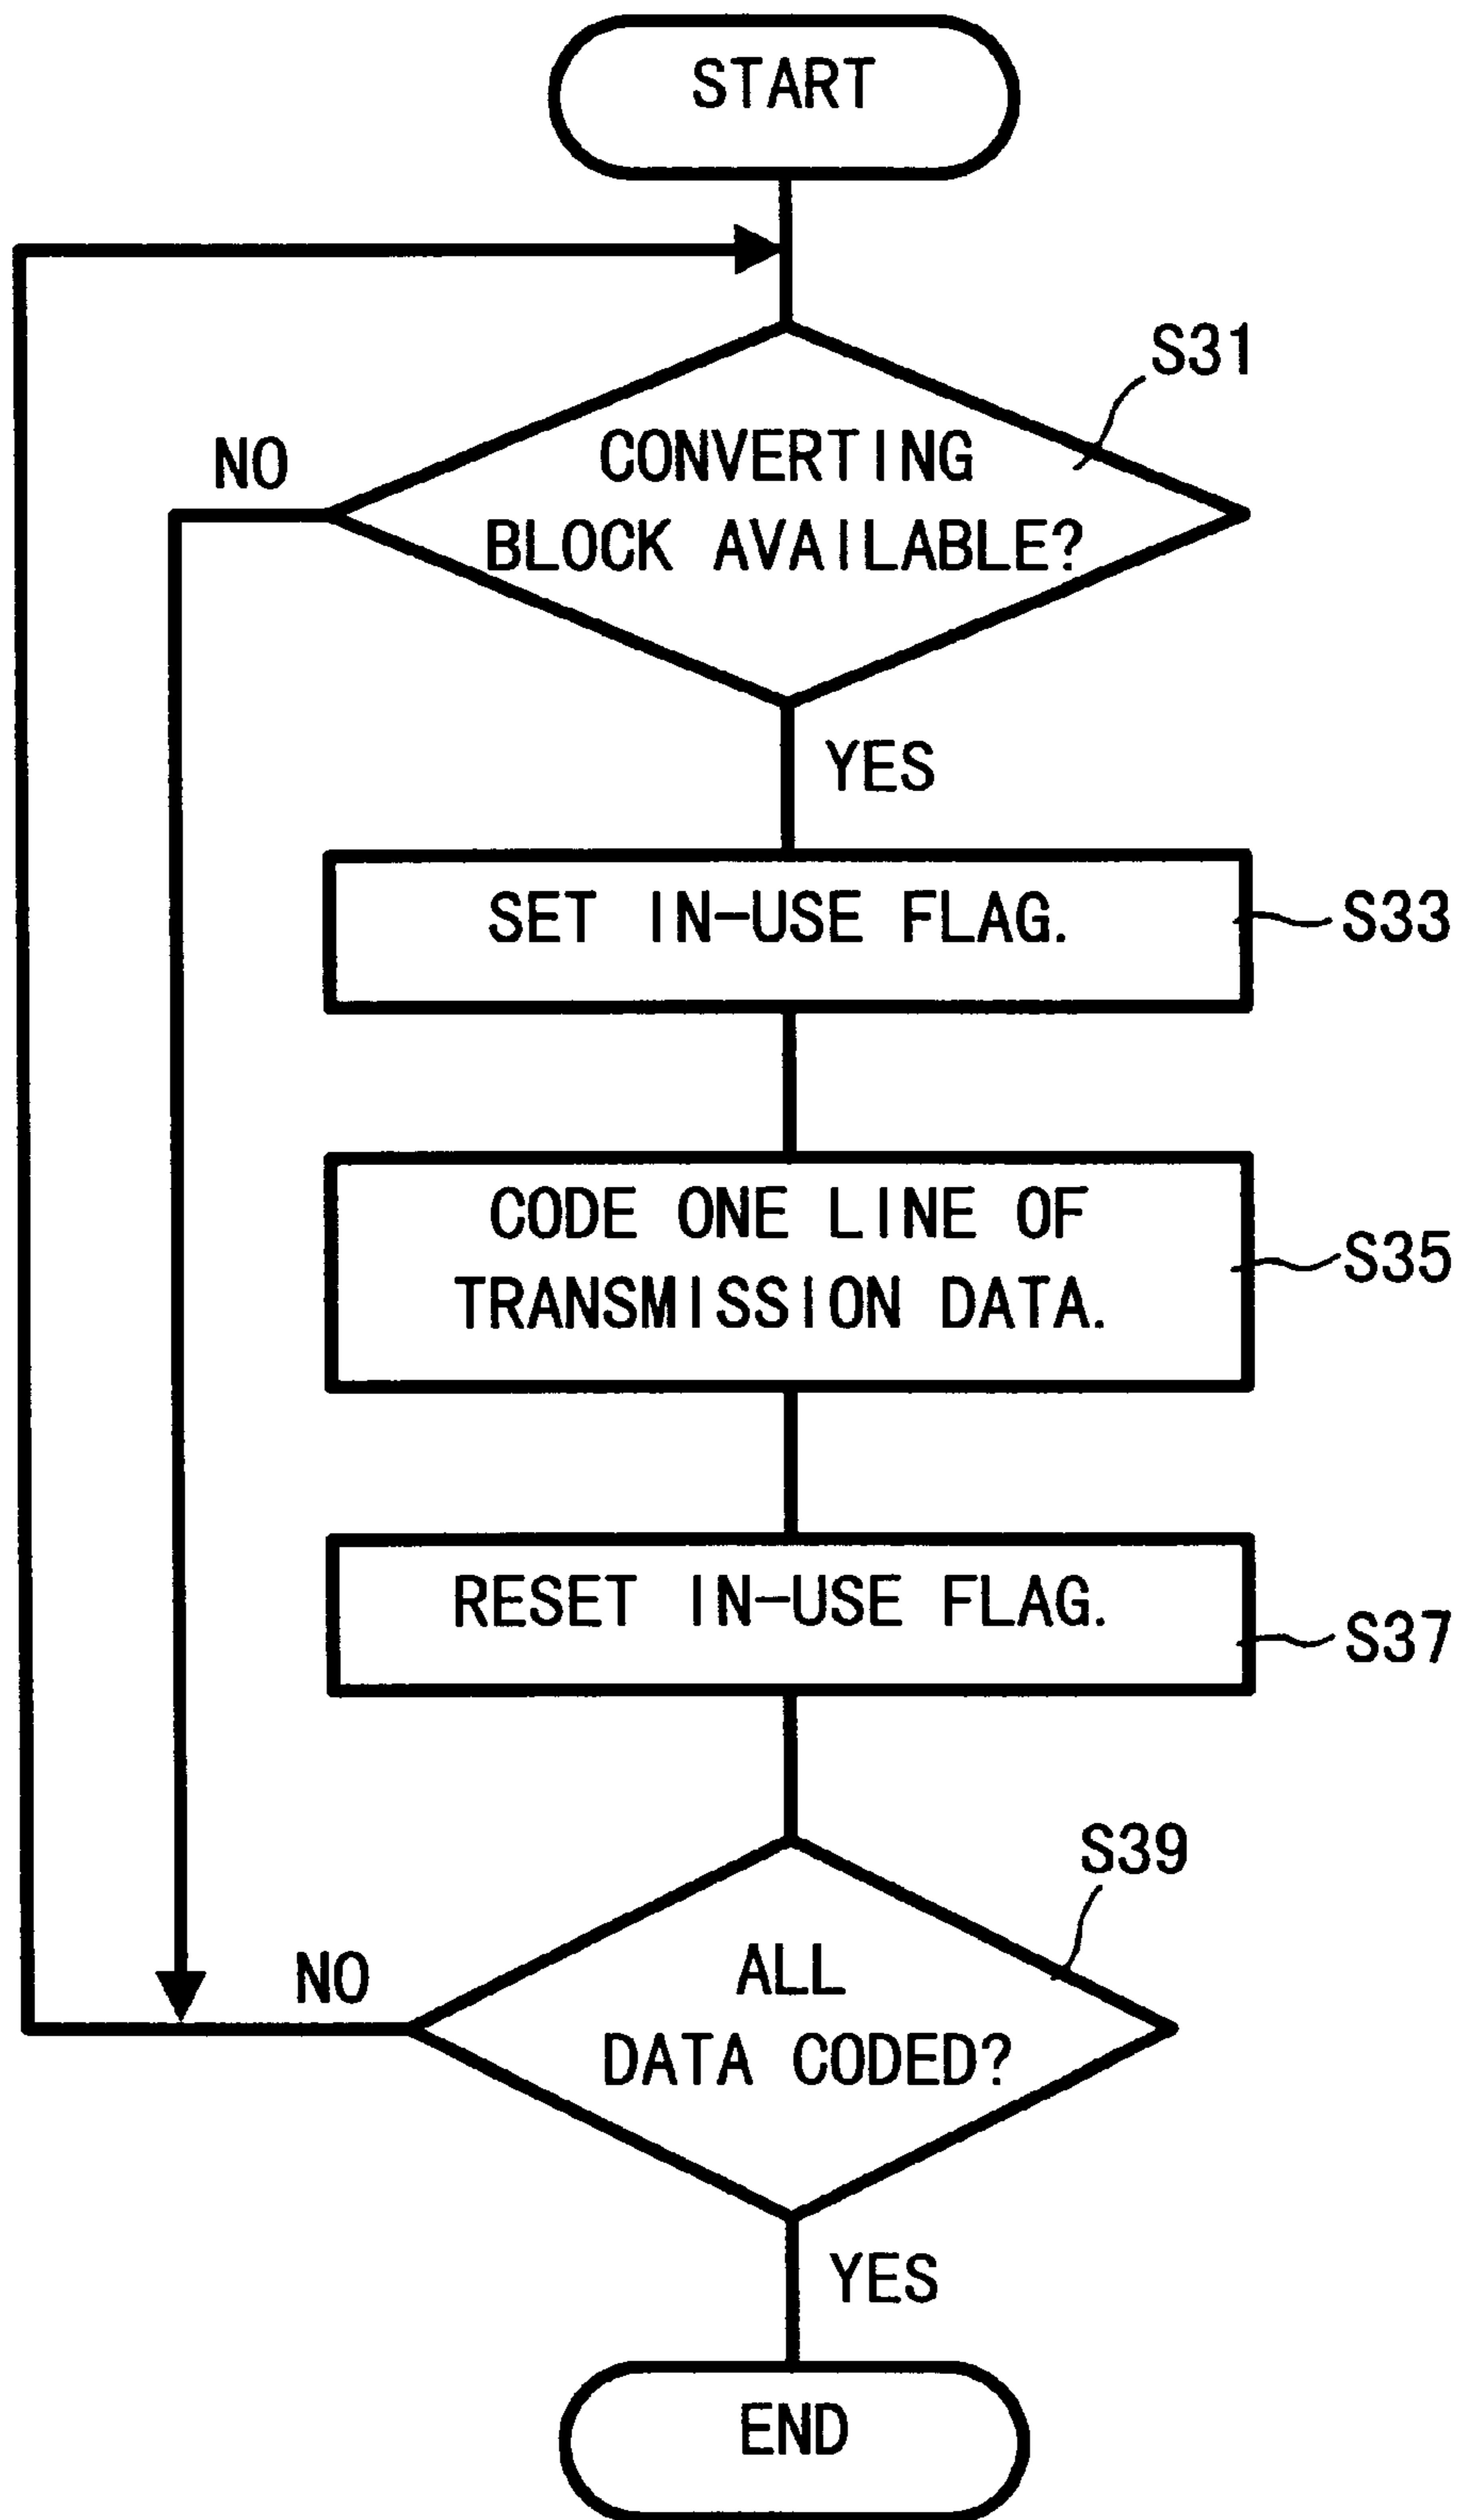 START
S31
NO
CONVERTING
BLOCK AVAILABLE?
YES
SET IN-USE FLAG.
S33
CODE ONE LINE OF
TRANSMISSION DATA.
S35
RESET IN-USE FLAG.
S37
S39
NO
ALL
DATA CODED?
YES
END